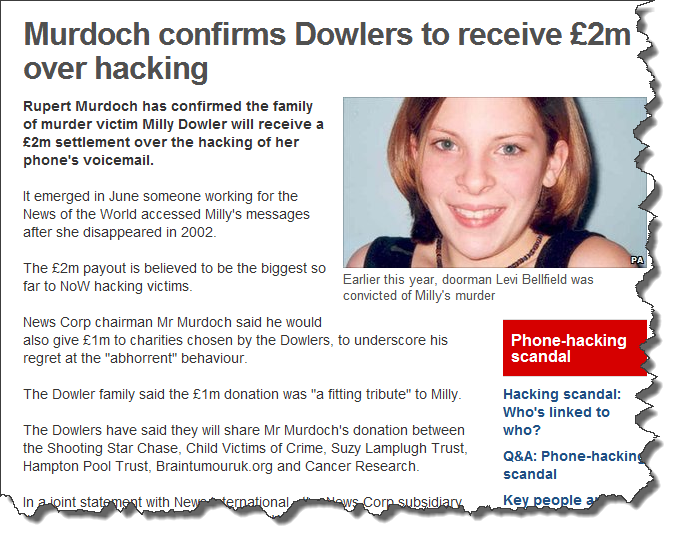 Murdoch confirms Dowlers to receive £2m
over hacking
Rupert Murdoch has confirmed the family
of murder victim Milly Dowler will receive a
£2m settlement over the hacking of her
phone's voicemail.
It emerged in June someone working for the
News of the World accessed Milly's messages
after she disappeared in 2002.
The £2m payout is believed to be the biggest so
far to NoW hacking victims.
News Corp chairman Mr Murdoch said he would
also give £1m to charities chosen by the Dowlers, to underscore his
regret at the "abhorrent" behaviour.
The Dowler family said the £1m donation was "a fitting tribute" to Milly.
The Dowlers have said they will share Mr Murdoch's donation between
the Shooting Star Chase, Child Victims of Crime, Suzy Lamplugh Trust,
Hampton Pool Trust, Braintumouruk.org and Cancer Research.
In a joint statement with News International News Corp subsidiary
PA
Earlier this year, doorman Levi Bellfield was
convicted of Milly's murder
Phone-hacking
scandal
Hacking scandal:
Who's linked to
who?
Q&A: Phone-hacking
scandal
Key people